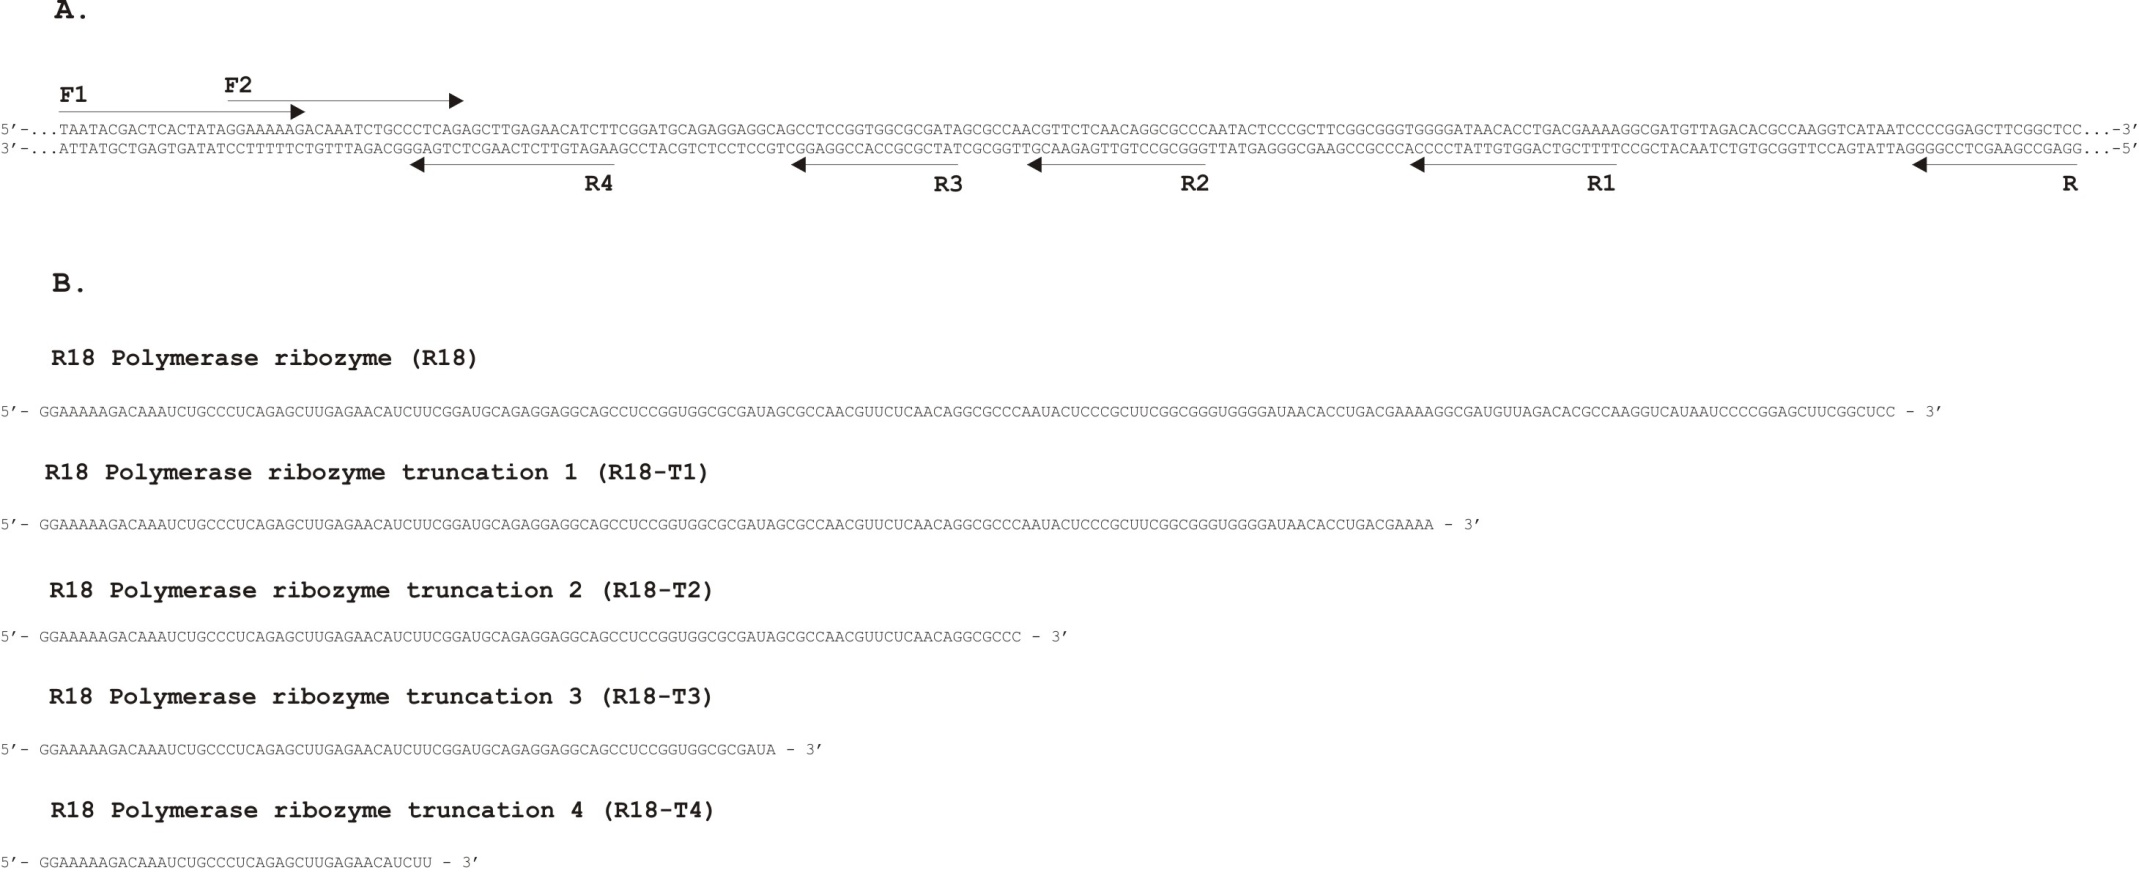 A.
F2
F1
5'-...TAATACGACTCACTATAGGAAAAAGACAAATCTGCCCTCAGAGCTTGAGAACATCTTCGGATGCAGAGGAGGCAGCCTCCGGTGGCGCGATAGCGCCAACGTTCTCAACAGGCGCCCAATACTCCCGCTTCGGCGGGTGGGGATAACACCTGACGAAAAGGCGATGTTAGACACGCCAAGGTCATAATCCCCGGAGCTTCGGCTCC...-3'
3'-...ATTATGCTGAGTGATATCCTTTTTCTGTTTAGACGGGAGTCTCGAACTCTTGTAGAAGCCTACGTCTCCTCCGTCGGAGGCCACCGCGCTATCGCGGTTGCAAGAGTTGTCCGCGGGTTATGAGGGCGAAGCCGCCCACCCCTATTGTGGACTGCTTTTCCGCTACAATCTGTGCGGTTCCAGTATTAGGGGCCTCGAAGCCGAGG...-5'
R4 R3 R2 R1 R
B.
R18 Polymerase ribozyme (R18)
5'- GGAAAAAGACAAAUCUGCCCUCAGAGCUUGAGAACAUCUUCGGAUGCAGAGGAGGCAGCCUCCGGUGGCGCGAUAGCGCCAACGUUCUCAACAGGCGCCCAAUACUCCCGCUUCGGCGGGUGGGGAUAACACCUGACGAAAAGGCGAUGUUAGACACGCCAAGGUCAUAAUCCCCGGAGCUUCGGCUCC - 3'
R18 Polymerase ribozyme truncation 1 (R18-T1)
5'- GGAAAAAGACAAAUCUGCCCUCAGAGCUUGAGAACAUCUUCGGAUGCAGAGGAGGCAGCCUCCGGUGGCGCGAUAGCGCCAACGUUCUCAACAGGCGCCCAAUACUCCCGCUUCGGCGGGUGGGGAUAACACCUGACGAAAA - 3'
R18 Polymerase ribozyme truncation 2 (R18-T2)
5'- GGAAAAAGACAAAUCUGCCCUCAGAGCUUGAGAACAUCUUCGGAUGCAGAGGAGGCAGCCUCCGGUGGCGCGAUAGCGCCAACGUUCUCAACAGGCGCCC - 3'
R18 Polymerase ribozyme truncation 3 (R18-T3)
5'- GGAAAAAGACAAAUCUGCCCUCAGAGCUUGAGAACAUCUUCGGAUGCAGAGGAGGCAGCCUCCGGUGGCGCGAUA - 3'
R18 Polymerase ribozyme truncation 4 (R18-T4)
5'- GGAAAAAGACAAAUCUGCCCUCAGAGCUUGAGAACAUCUU - 3'